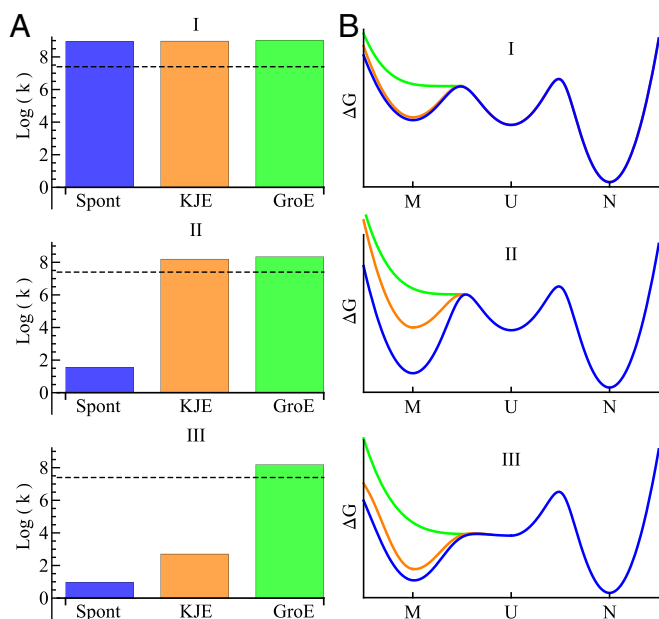 A
I
Log ( k )
8
6
4
2
0
Spont KJE GroE
II
Log ( k )
8
6
4
2
0
Spont KJE GroE
III
Log ( k )
8
6
4
2
0
Spont KJE GroE
B
I
ΔG
M U N
II
ΔG
M U N
III
ΔG
M U N